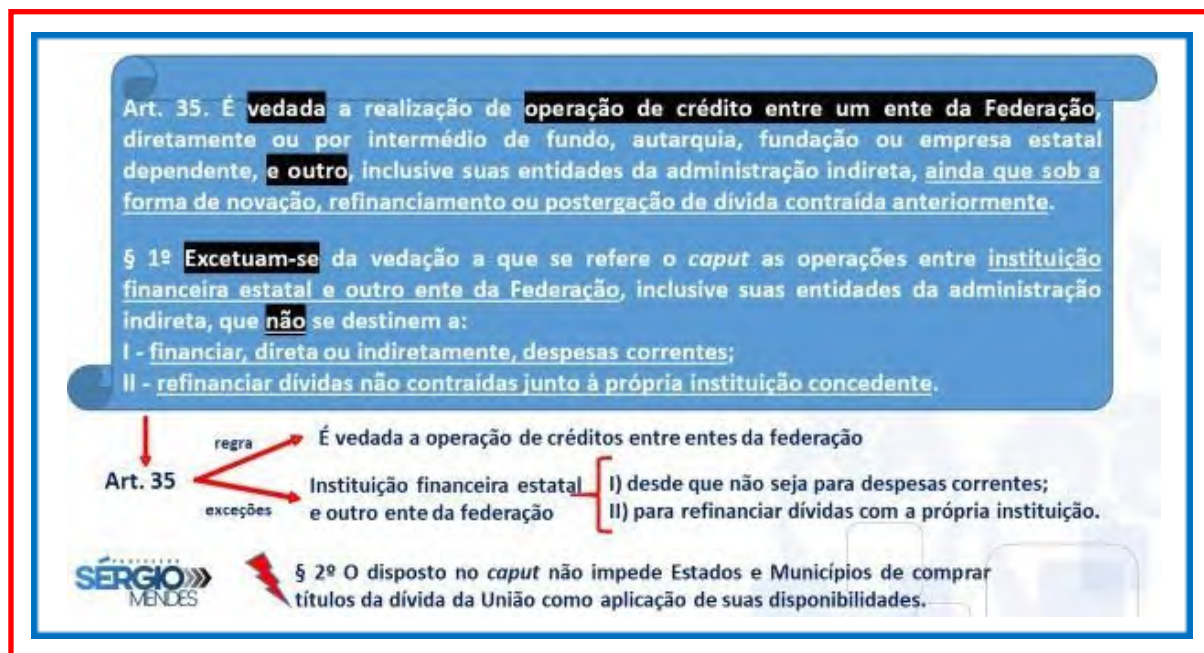 Art. 35. É vedada a realização de operação de crédito entre um ente da Federação,
diretamente ou por intermédio de fundo, autarquia, fundação ou empresa estatal
dependente, e outro, inclusive suas entidades da administração indireta, ainda que sob a
forma de novação, refinanciamento ou postergação de dívida contraída anteriormente.
§ 1º Excetuam-se da vedação a que se refere o caput as operações entre instituição
financeira estatal e outro ente da Federação, inclusive suas entidades da administração
indireta, que não se destinem a:
I - financiar, direta ou indiretamente, despesas correntes;
II - refinanciar dívidas não contraídas junto à própria instituição concedente.
regra
É vedada a operação de créditos entre entes da federação
Art. 35
exceções
Instituição financeira estatal
e outro ente da federação
I) desde que não seja para despesas correntes;
II) para refinanciar dívidas com a própria instituição.
PROFESSOR
SÉRGIO
MENDES
§ 2º O disposto no caput não impede Estados e Municípios de comprar
títulos da dívida da União como aplicação de suas disponibilidades.